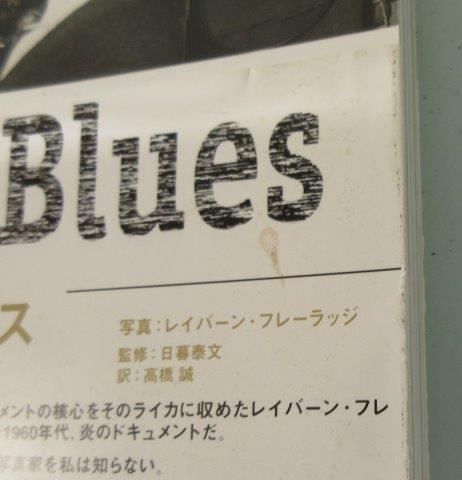 Blues
ス
写真：レイバーン・フレーラッジ
監修：日暮泰文
訳：高橋 誠
メントの核心をそのライカに収めたレイバーン・フレ
1960年代、炎のドキュメントだ。
写真家を私は知らない。